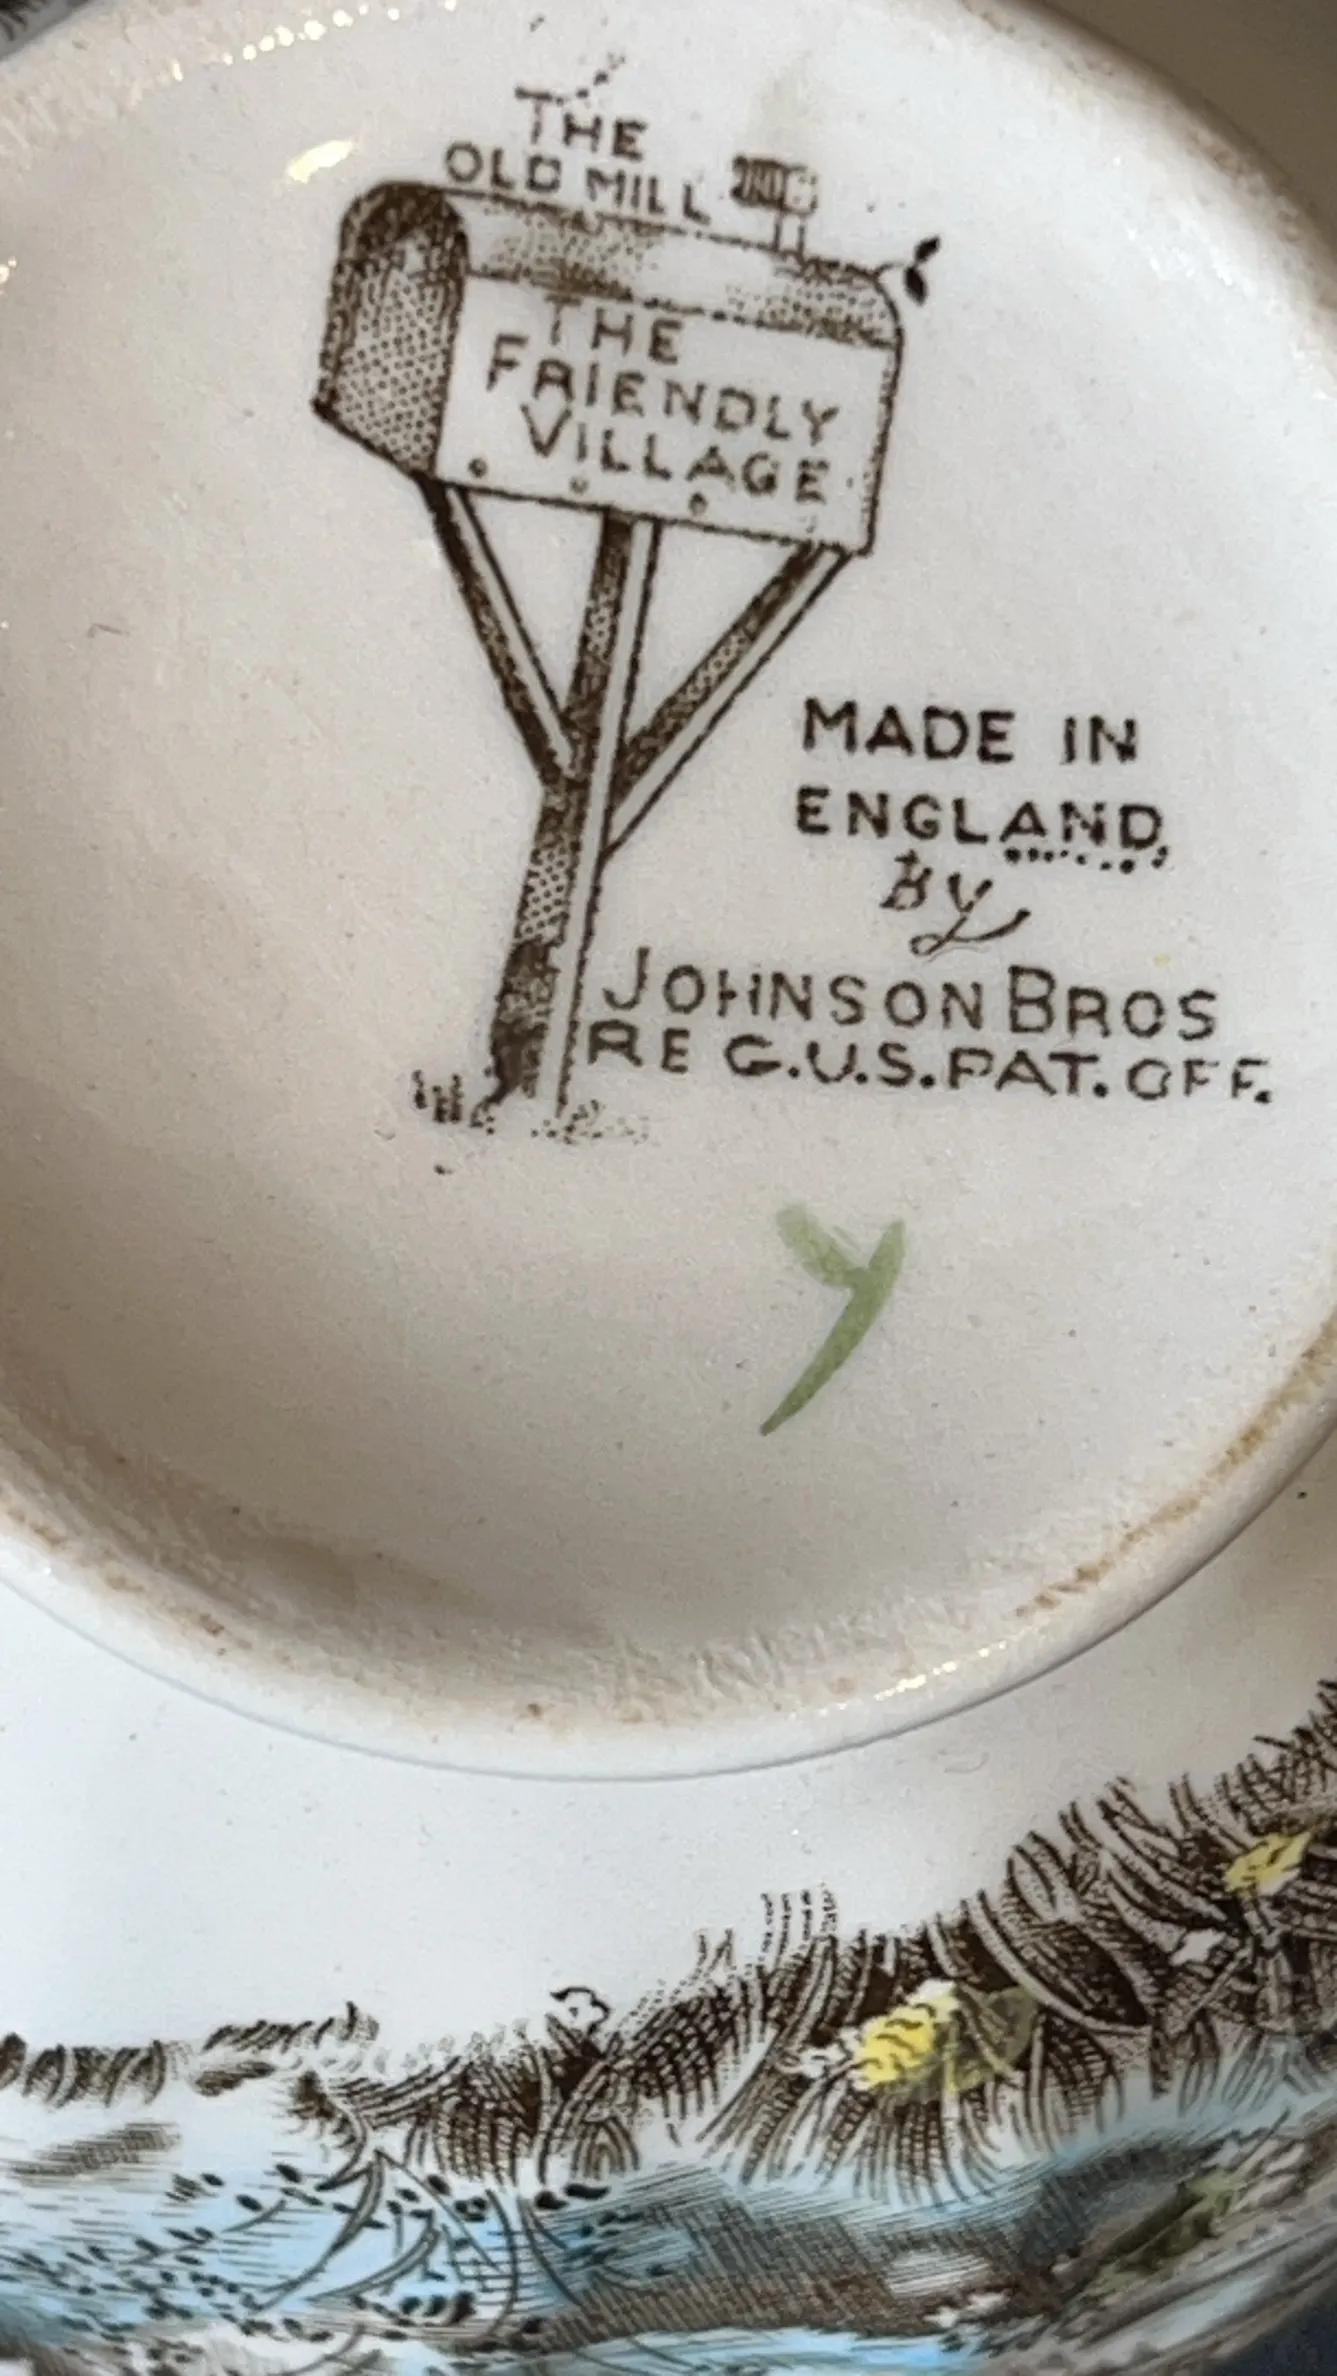 THE
OLD MILL
THE
FRIENDLY
VILLAGE
MADE IN
ENGLAND
By
JOHNSON BROS
REG.U.S.PAT.OFF.